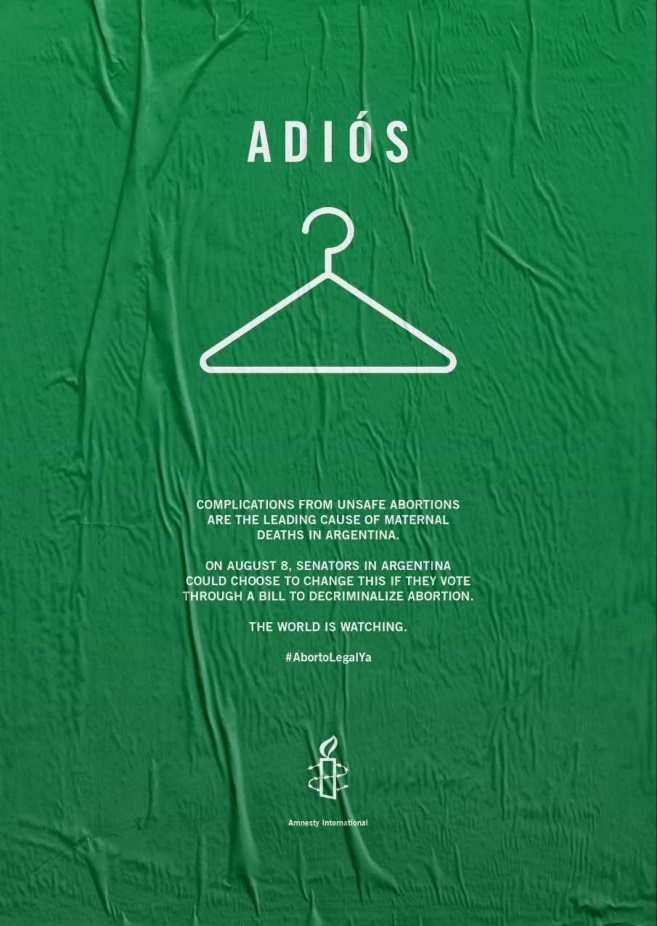 ADIÓS
COMPLICATIONS FROM UNSAFE ABORTIONS
ARE THE LEADING CAUSE OF MATERNAL
DEATHS IN ARGENTINA.
ON AUGUST 8, SENATORS IN ARGENTINA
COULD CHOOSE TO CHANGE THIS IF THEY VOTE
THROUGH A BILL TO DECRIMINALIZE ABORTION.
THE WORLD IS WATCHING.
#AbortoLegalYa
Amnesty International